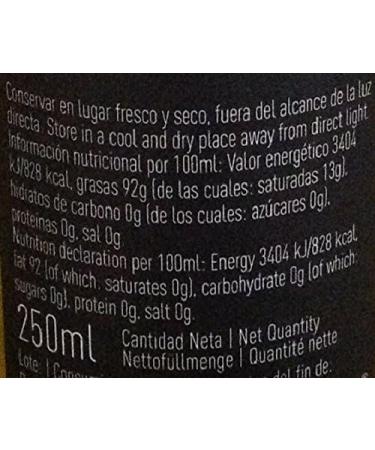 Conservar en lugar fresco y seco, fuera del alcance de la luz
directa. Store in a cool and dry place away from direct light.
Información nutricional por 100ml: Valor energético 3404
kJ/828 kcal, grasas 92g (de las cuales: saturadas 13g),
hidratos de carbono 0g (de los cuales: azúcares 0g),
proteínas 0g, sal 0g.
Nutrition declaration per 100ml: Energy 3404 kJ/828 kcal,
fat 92 (of which: saturates 0g), carbohydrate 0g (of which:
sugars 0g), protein 0g, salt 0g.
250ml Cantidad Neta | Net Quantity
Nettofüllmenge | Quantité nette
Lote: |
del fin de: